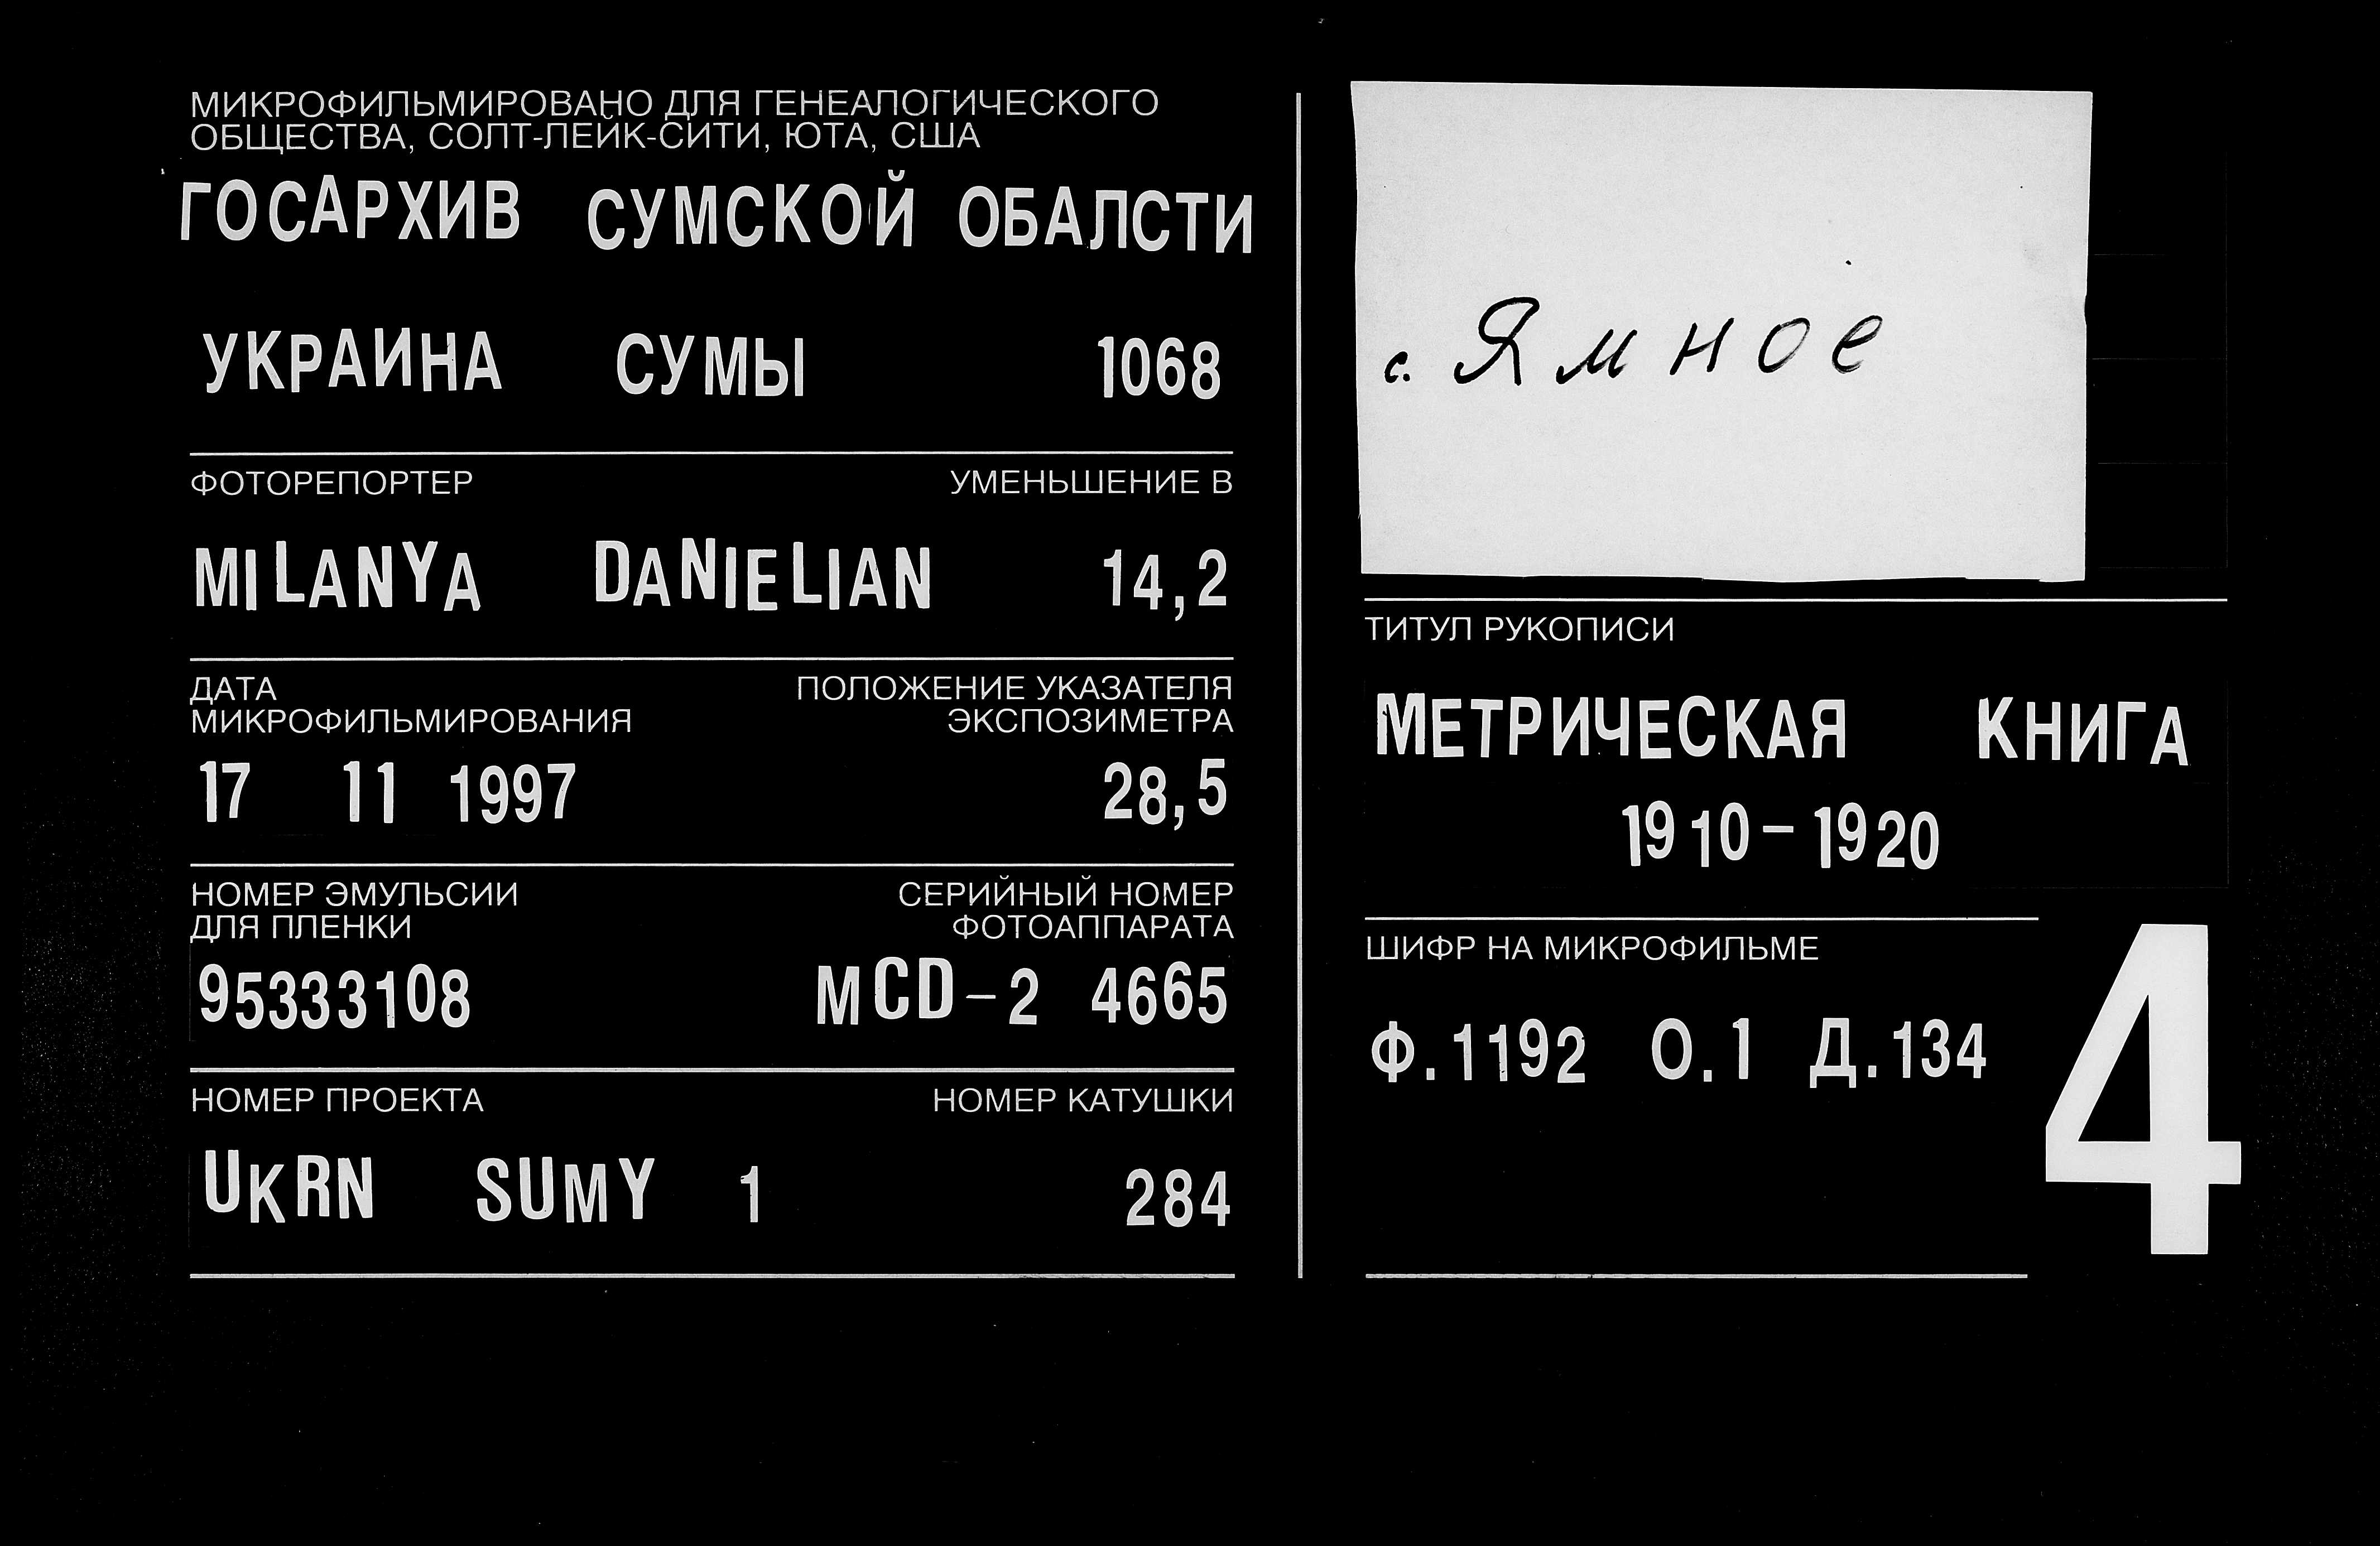 МИКРОФИЛЬМИРОВАНО ДЛЯ ГЕНЕАЛОГИЧЕСКОГО
ОБЩЕСТВА, СОЛТ-ЛЕЙК-СИТИ, ЮТА, США
ГОСАРХИВ СУМСКОЙ ОБАЛСТИ
УКРАИНА СУМЫ 1068
ФОТОРЕПОРТЕР УМЕНЬШЕНИЕ В
MILANYA DANIELIAN 14,2
ДАТА
МИКРОФИЛЬМИРОВАНИЯ
ПОЛОЖЕНИЕ УКАЗАТЕЛЯ
ЭКСПОЗИМЕТРА
17 11 1997 28,5
НОМЕР ЭМУЛЬСИИ
ДЛЯ ПЛЕНКИ
СЕРИЙНЫЙ НОМЕР
ФОТОАППАРАТА
95333108 MCD-2 4665
НОМЕР ПРОЕКТА НОМЕР КАТУШКИ
UKRN SUMY 1 284
с. Ямное
ТИТУЛ РУКОПИСИ
МЕТРИЧЕСКАЯ КНИГА
1910-1920
ШИФР НА МИКРОФИЛЬМЕ
Ф.1192 О.1 Д.134
4